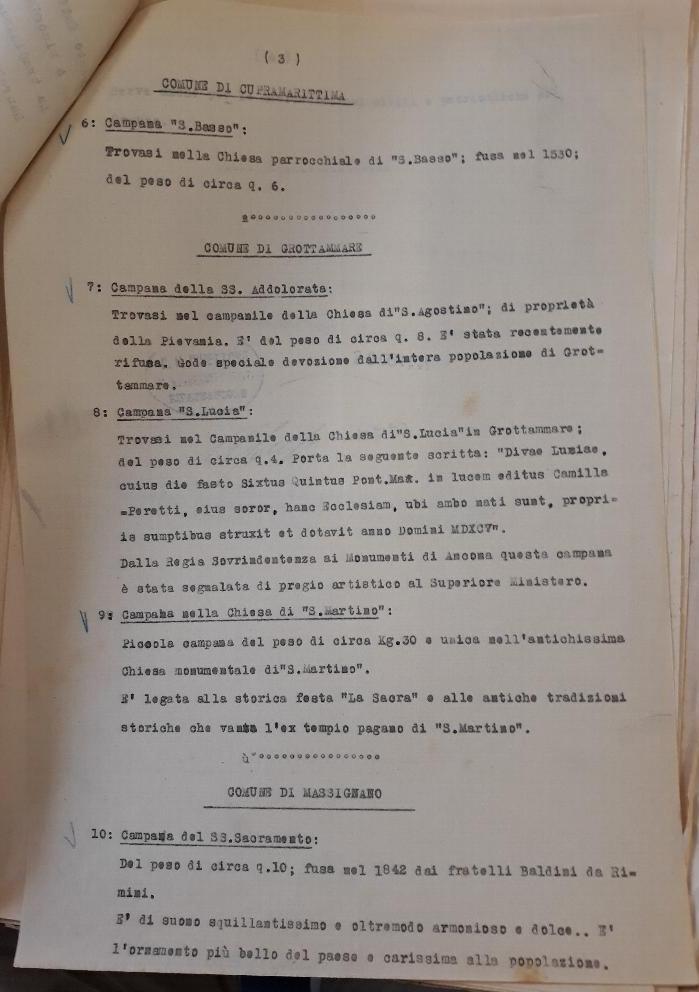 ( 3 )
COMUNE DI CUPRAMARITTIMA
6: Campana "S.Basso":
Trovasi nella Chiesa parrocchiale di "S.Basso"; fusa nel 1530;
del peso di circa q. 6.
COMUNE DI GROTTAMMARE
7: Campana della SS. Addolorata:
Trovasi nel campanile della Chiesa di"S.Agostino"; di proprietà
della Pievania. E' del peso di circa q. 8. E' stata recentemente
rifusa. Gode speciale devozione dall'intera popolazione di Grot=
tammare.
8: Campana "S.Lucia":
Trovasi nel Campanile della Chiesa di"S.Lucia"in Grottammare;
del peso di circa q.4. Porta la seguente scritta: "Divae Luniae,
cuius die fasto Sixtus Quintus Pont.Max. in lucem editus Camilla
=Peretti, eius soror, hanc Ecclesiam, ubi ambo nati sunt, propri=
is sumptibus struxit et dotavit anno Domini MDXCV".
Dalla Regia Sovrindentenza ai Monumenti di Ancona questa campana
è stata segnalata di pregio artistico al Superiore Ministero.
9: Campana nella Chiesa di "S.Martino":
Piccola campana del peso di circa Kg.30 e unica nell'antichissima
Chiesa monumentale di"S.Martino".
E' legata alla storica festa "La Sacra" e alle antiche tradizioni
storiche che vanta l'ex tempio pagano di "S.Martino".
COMUNE DI MASSIGNANO
10: Campana del SS.Sacramento:
Del peso di circa q.10; fusa nel 1842 dai fratelli Baldini da Ri=
mini.
E' di suono squillantissimo e oltremodo armonioso e dolce.. E'
l'ornamento più bello del paese e carissima alla popolazione.